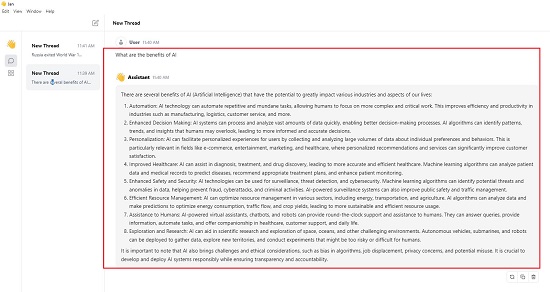 Jan
Edit View Window Help
New Thread
New Thread 11:41 AM
Russia exited World War 1...
New Thread 11:38 AM
There are several benefits of AI...
User 11:41 AM
What are the benefits of AI
Assistant 11:41 AM
There are several benefits of AI (Artificial Intelligence) that have the potential to greatly impact various industries and aspects of our lives:
1. Automation: AI technology can automate repetitive and mundane tasks, allowing humans to focus on more complex and critical work. This improves efficiency and productivity in
industries such as manufacturing, logistics, customer service, and more.
2. Enhanced Decision Making: AI systems can process and analyze vast amounts of data quickly, enabling better decision-making processes. AI algorithms can identify patterns,
trends, and insights that humans may overlook, leading to more informed and accurate decisions.
3. Personalization: AI can facilitate personalized experiences for users by collecting and analyzing large volumes of data about individual preferences and behaviors. This is
particularly relevant in fields like e-commerce, entertainment, marketing, and healthcare, where personalized recommendations and services can significantly improve customer
satisfaction.
4. Improved Healthcare: AI can assist in diagnosis, treatment, and drug discovery, leading to more accurate and efficient healthcare. Machine learning algorithms can analyze patient
data and medical records to predict diseases, recommend appropriate treatment plans, and enhance patient monitoring.
5. Enhanced Safety and Security: AI technologies can be used for surveillance, threat detection, and cybersecurity. Machine learning algorithms can identify potential threats and
anomalies in data, helping prevent fraud, cyberattacks, and criminal activities. AI-powered surveillance systems can also improve public safety and traffic management.
6. Efficient Resource Management: AI can optimize resource management in various sectors, including energy, transportation, and agriculture. AI algorithms can analyze data and
make predictions to optimize energy consumption, traffic flow, and crop yields, leading to more sustainable and efficient resource usage.
7. Assistance to Humans: AI-powered virtual assistants, chatbots, and robots can provide round-the-clock support and assistance to humans. They can answer queries, provide
information, automate tasks, and offer companionship in healthcare, customer support, and daily life.
8. Exploration and Research: AI can aid in scientific research and exploration of space, oceans, and other challenging environments. Autonomous vehicles, submarines, and robots
can be deployed to gather data, explore new territories, and conduct experiments that might be too risky or difficult for humans.
It is important to note that AI also brings challenges and ethical considerations, such as bias in algorithms, job displacement, privacy concerns, and potential misuse. It is crucial to
develop and deploy AI systems responsibly while ensuring transparency and accountability.